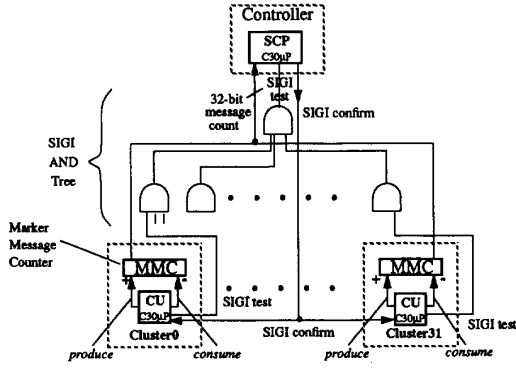 Controller
SCP
C30µP
SIGI
test
32-bit
message
count
SIGI confirm
SIGI
AND
Tree
Marker
Message
Counter
MMC
+
-
CU
C30µP
Cluster0
produce
consume
SIGI test
SIGI confirm
MMC
+
-
CU
C30µP
Cluster31
produce
consume
SIGI test